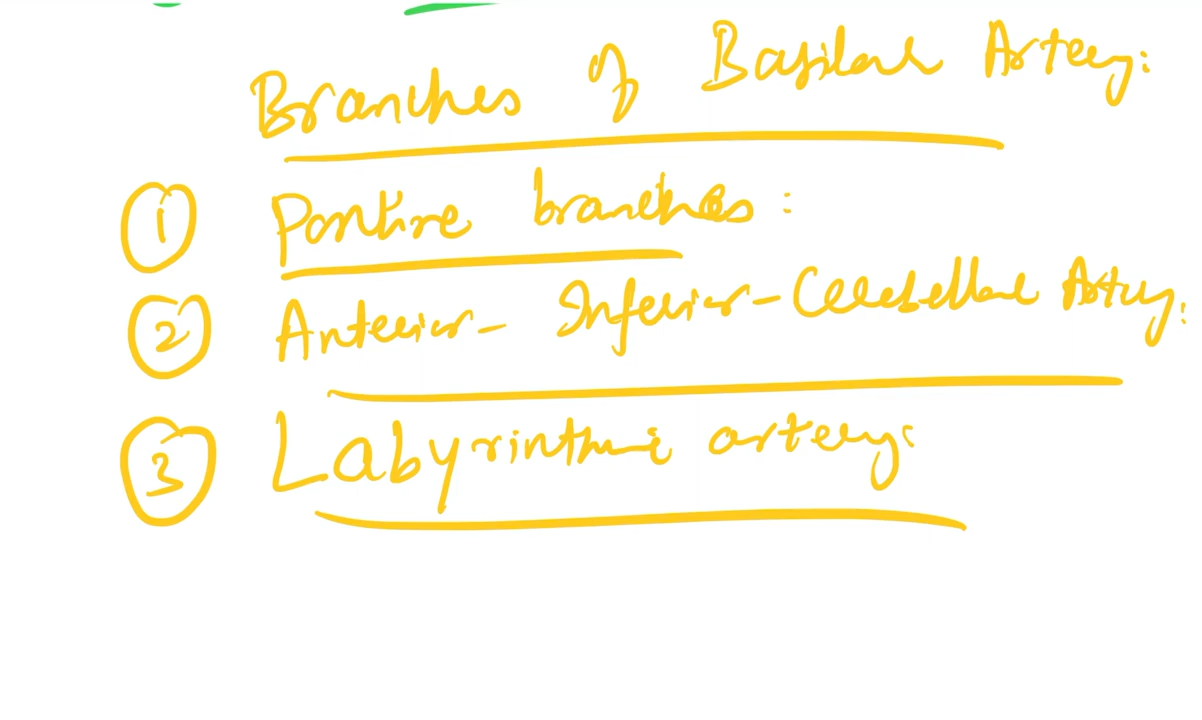 Branches of Basilar Artery:
1 Pontine branches:
2 Anterior - Inferior - Cerebellar Artery:
3 Labyrinthine artery: